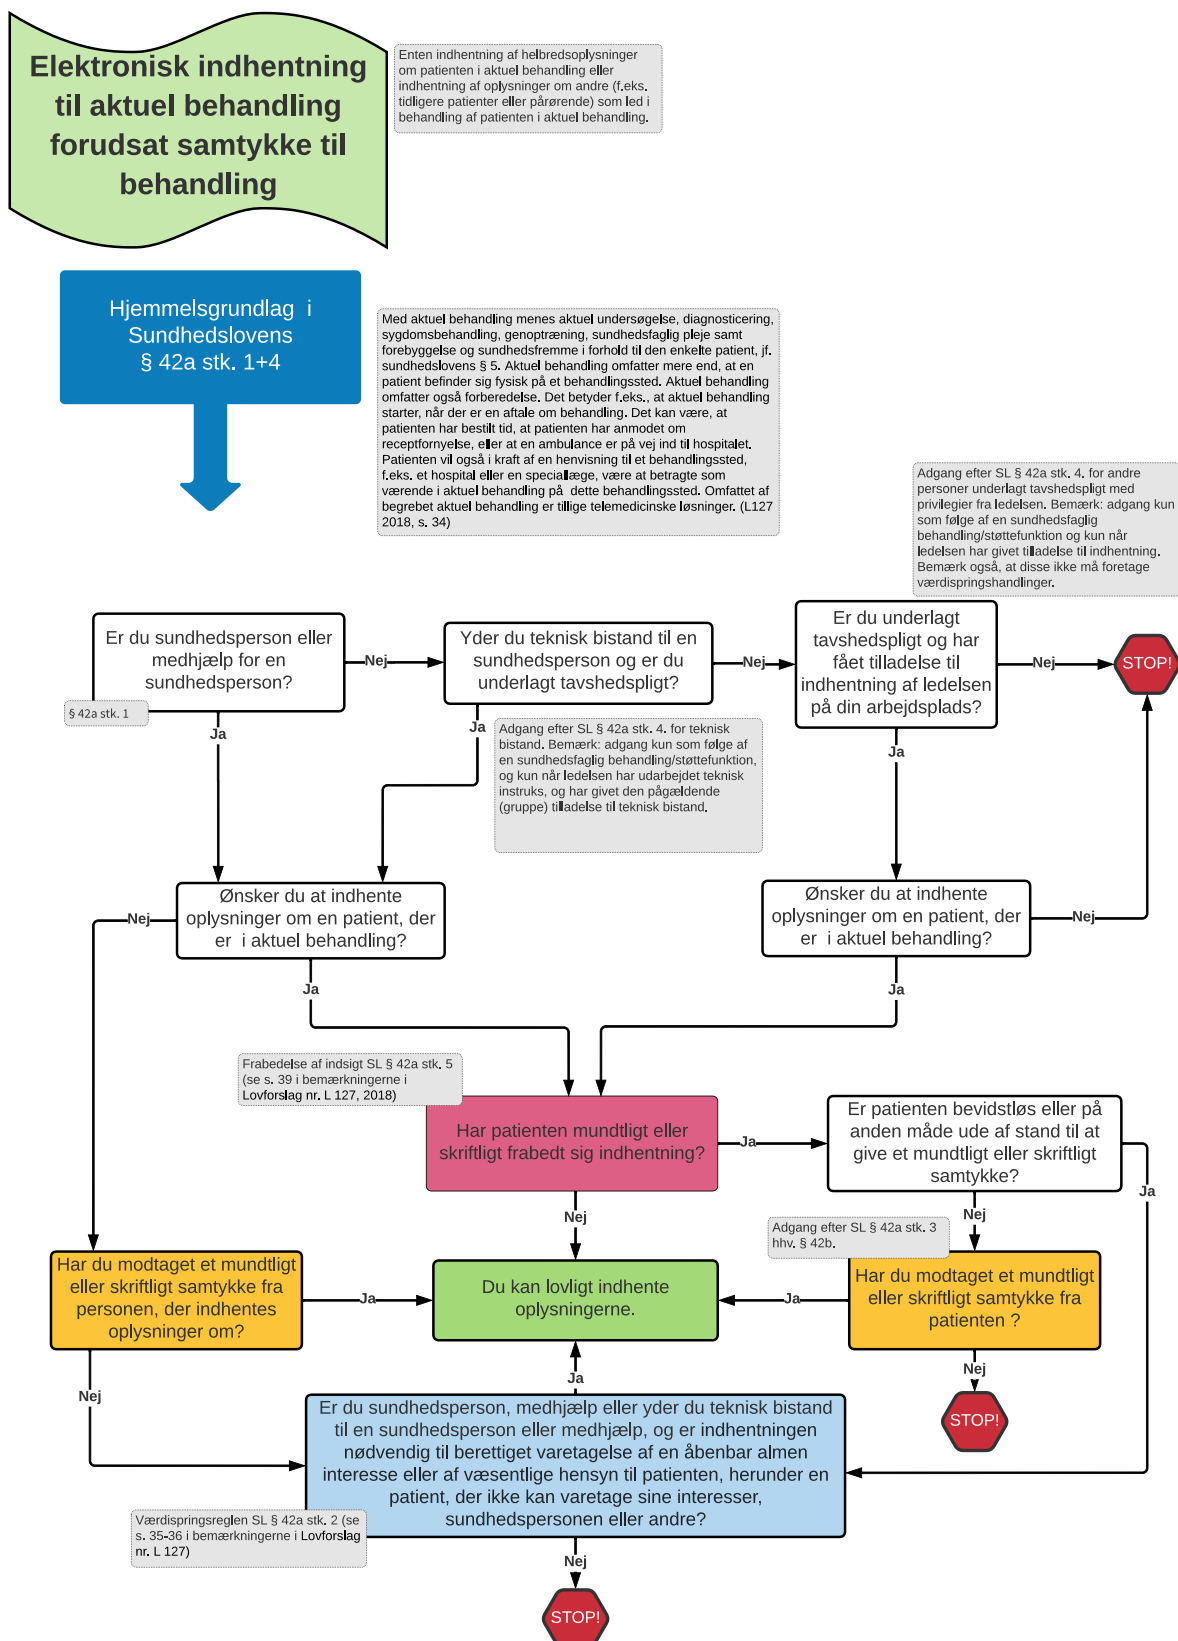 Elektronisk indhentning
til aktuel behandling
forudsat samtykke til
behandling
Enten indhentning af helbredsoplysninger
om patienten i aktuel behandling eller
indhentning af oplysninger om andre (f.eks.
tidligere patienter eller pårørende) som led i
behandling af patienten i aktuel behandling.
Hjemmelsgrundlag i
Sundhedslovens
§ 42a stk. 1+4
Med aktuel behandling menes aktuel undersøgelse, diagnosticering,
sygdomsbehandling, genoptræning, sundhedsfaglig pleje samt
forebyggelse og sundhedsfremme i forhold til den enkelte patient, jf.
sundhedslovens § 5. Aktuel behandling omfatter mere end, at en
patient befinder sig fysisk på et behandlingssted. Aktuel behandling
omfatter også forberedelse. Det betyder f.eks., at aktuel behandling
starter, når der er en aftale om behandling. Det kan være, at
patienten har bestilt tid, at patienten har anmodet om
receptfornyelse, eller at en ambulance er på vej ind til hospitalet.
Patienten vil også i kraft af en henvisning til et behandlingssted,
f.eks. et hospital eller en speciallæge, være at betragte som
værende i aktuel behandling på dette behandlingssted. Omfattet af
begrebet aktuel behandling er tillige telemedicinske løsninger. (L127
2018, s. 34)
Adgang efter SL § 42a stk. 4. for andre
personer underlagt tavshedspligt med
privilegier fra ledelsen. Bemærk: adgang kun
som følge af en sundhedsfaglig
behandling/støttefunktion og kun når
ledelsen har givet tilladelse til indhentning.
Bemærk også, at disse ikke må foretage
værdispringshandlinger.
Er du sundhedsperson eller
medhjælp for en
sundhedsperson?
§ 42a stk. 1
Nej
Yder du teknisk bistand til en
sundhedsperson og er du
underlagt tavshedspligt?
Nej
Er du underlagt
tavshedspligt og har
fået tilladelse til
indhentning af ledelsen
på din arbejdsplads?
Nej
STOP!
Ja
Ja
Adgang efter SL § 42a stk. 4. for teknisk
bistand. Bemærk: adgang kun som følge af
en sundhedsfaglig behandling/støttefunktion,
og kun når ledelsen har udarbejdet teknisk
instruks, og har givet den pågældende
(gruppe) tilladelse til teknisk bistand.
Ja
Nej
Ønsker du at indhente
oplysninger om en patient, der
er i aktuel behandling?
Ønsker du at indhente
oplysninger om en patient, der
er i aktuel behandling?
Nej
Ja
Ja
Frabedelse af indsigt SL § 42a stk. 5
(se s. 39 i bemærkningerne i
Lovforslag nr. L 127, 2018)
Har patienten mundtligt eller
skriftligt frabedt sig indhentning?
Ja
Er patienten bevidstløs eller på
anden måde ude af stand til at
give et mundtligt eller skriftligt
samtykke?
Ja
Nej
Nej
Adgang efter SL § 42a stk. 3
hhv. § 42b.
Har du modtaget et mundtligt
eller skriftligt samtykke fra
personen, der indhentes
oplysninger om?
Ja
Du kan lovligt indhente
oplysningerne.
Ja
Har du modtaget et mundtligt
eller skriftligt samtykke fra
patienten ?
Nej
Ja
Nej
STOP!
Er du sundhedsperson, medhjælp eller yder du teknisk bistand
til en sundhedsperson eller medhjælp, og er indhentningen
nødvendig til berettiget varetagelse af en åbenbar almen
interesse eller af væsentlige hensyn til patienten, herunder en
patient, der ikke kan varetage sine interesser,
sundhedspersonen eller andre?
Værdispringsreglen SL § 42a stk. 2 (se
s. 35-36 i bemærkningerne i Lovforslag
nr. L 127)
Nej
STOP!